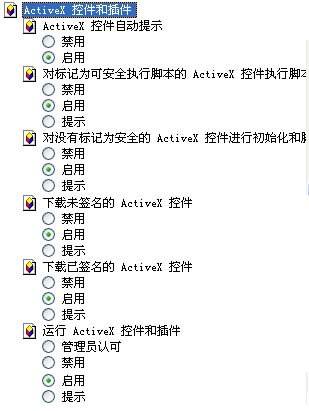 ActiveX 控件和插件
ActiveX 控件自动提示
禁用
启用
对标记为可安全执行脚本的 ActiveX 控件执行脚本
禁用
启用
提示
对没有标记为安全的 ActiveX 控件进行初始化和脚
禁用
启用
提示
下载未签名的 ActiveX 控件
禁用
启用
提示
下载已签名的 ActiveX 控件
禁用
启用
提示
运行 ActiveX 控件和插件
管理员认可
禁用
启用
提示